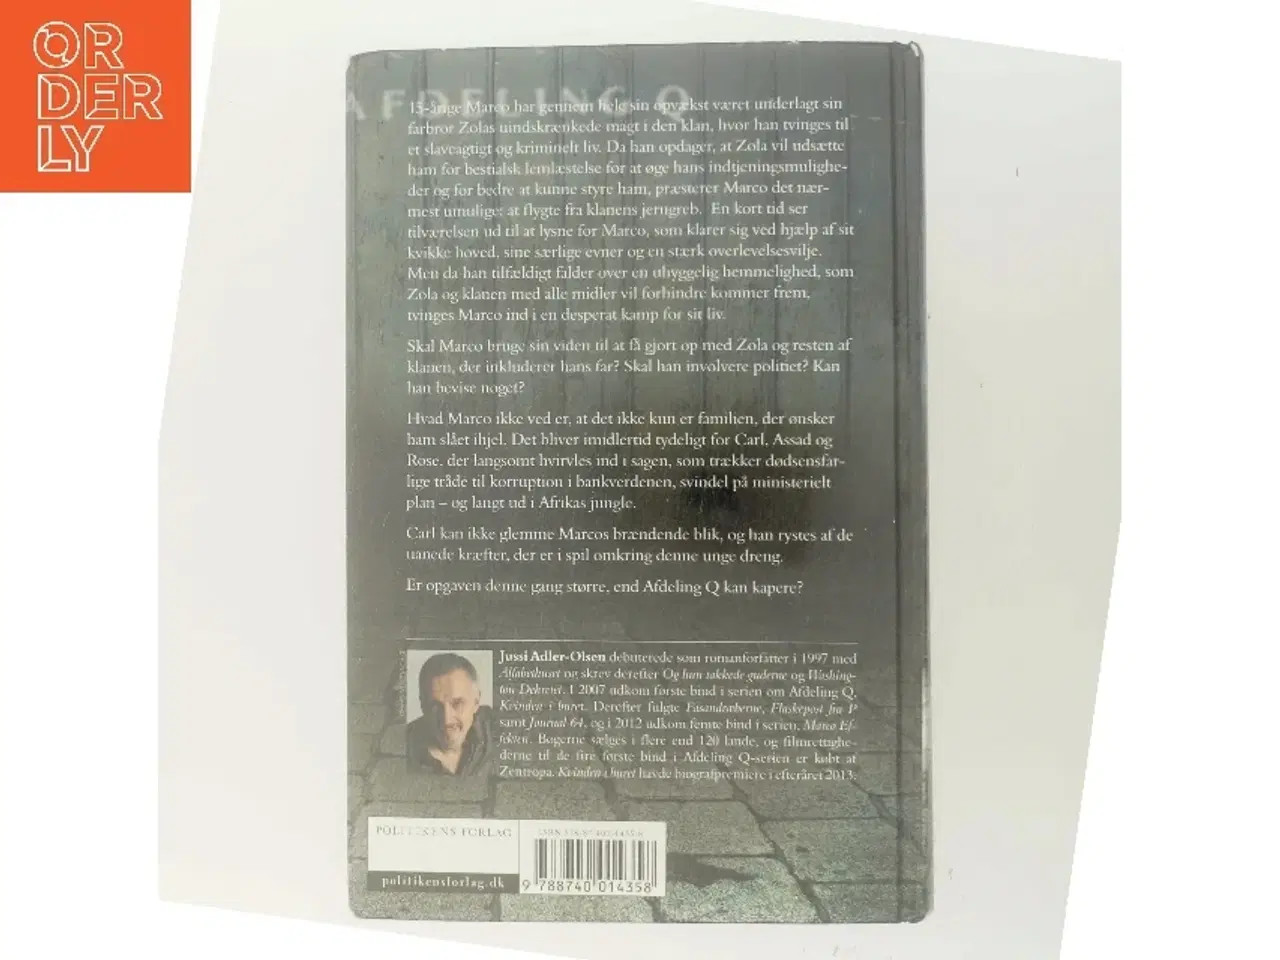 OR
DER
LY
AFDELING Q
15-årige Marco har gennem hele sin opvækst været underlagt sin
farbror Zolas uindskrænkede magt i den klan, hvor han tvinges til
et slaveagtigt og kriminelt liv. Da han opdager, at Zola vil udsætte
ham for bestialsk lemlæstelse for at øge hans indtjeningsmulighe-
der og for bedre at kunne styre ham, præsterer Marco det nær-
mest umulige: at flygte fra klanens jerngreb. En kort tid ser
tilværelsen ud til at lysne for Marco, som klarer sig ved hjælp af sit
kvikke hoved, sine særlige evner og en stærk overlevelsesvilje.
Men da han tilfældigt falder over en uhyggelig hemmelighed, som
Zola og klanen med alle midler vil forhindre kommer frem,
tvinges Marco ind i en desperat kamp for sit liv.
Skal Marco bruge sin viden til at få gjort op med Zola og resten af
klanen, der inkluderer hans far? Skal han involvere politiet? Kan
han bevise noget?
Hvad Marco ikke ved er, at det ikke kun er familien, der ønsker
ham slået ihjel. Det bliver imidlertid tydeligt for Carl, Assad og
Rose, der langsomt hvirvles ind i sagen, som trækker dødsensfar-
lige tråde til korruption i bankverdenen, svindel på ministerielt
plan – og langt ud i Afrikas jungle.
Carl kan ikke glemme Marcos brændende blik, og han rystes af de
uanede kræfter, der er i spil omkring denne unge dreng.
Er opgaven denne gang større, end Afdeling Q kan kapere?
Jussi Adler-Olsen debuterede som romanforfatter i 1997 med
Alfabethuset og skrev derefter Og hun takkede guderne og Washing-
ton Dekretet. I 2007 udkom første bind i serien om Afdeling Q,
Kvinden i buret. Derefter fulgte Fasandræberne, Flaskepost fra P
samt Journal 64, og i 2012 udkom femte bind i serien, Marco Ef-
fekten. Bøgerne sælges i flere end 120 lande, og filmrettighe-
derne til de fire første bind i Afdeling Q-serien er købt af
Zentropa. Kvinden i buret havde biografpremiere i efteråret 2013.
POLITIKENS FORLAG
politikensforlag.dk
ISBN 978-87-400-1435-8
9 788740 014358